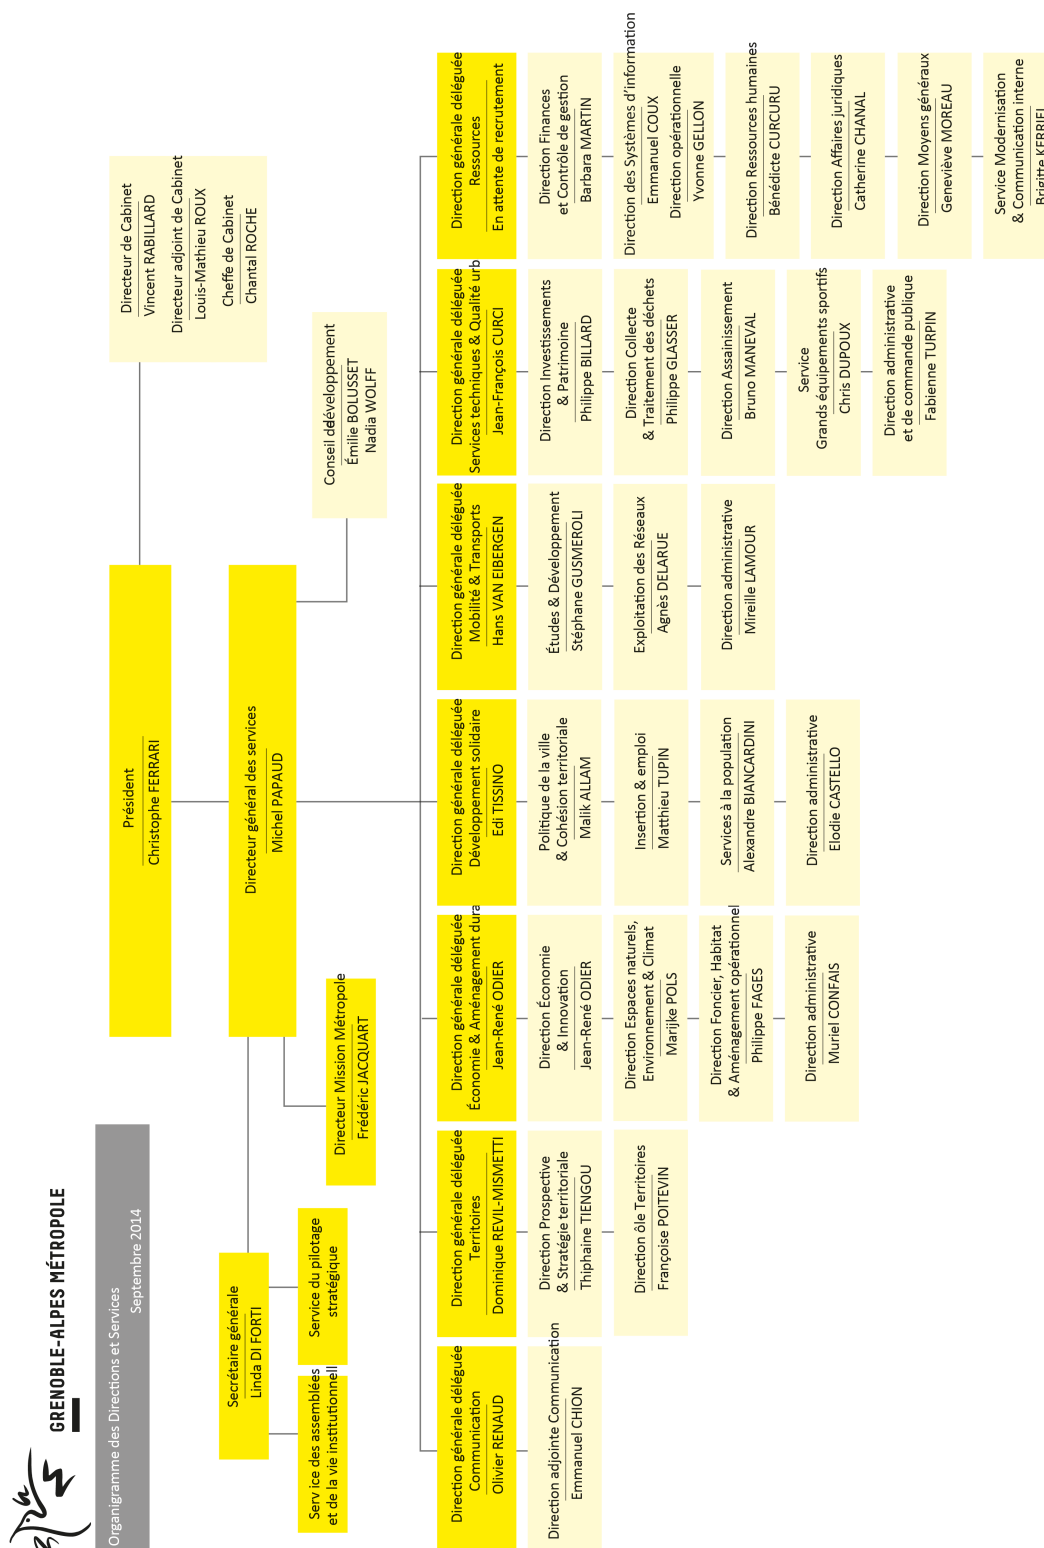 GRENOBLE-ALPES MÉTROPOLE
Organigramme des Directions et Services
Septembre 2014
Président
Christophe FERRARI
Directeur de Cabinet
Vincent RABILLARD
Directeur adjoint de Cabinet
Louis-Mathieu ROUX
Cheffe de Cabinet
Chantal ROCHE
Directeur général des services
Michel PAPAUD
Conseil de développement
Émilie BOLUSSET
Nadia WOLFF
Secrétaire générale
Linda DI FORTI
Serv ice des assemblées
et de la vie institutionnell
Service du pilotage
stratégique
Directeur Mission Métropole
Frédéric JACQUART
Direction générale déléguée
Communication
Olivier RENAUD
Direction adjointe Communication
Emmanuel CHION
Direction générale déléguée
Territoires
Dominique REVIL-MISMETTI
Direction Prospective
& Stratégie territoriale
Thiphaine TIENGOU
Direction ôle Territoires
Françoise POITEVIN
Direction générale déléguée
Économie & Aménagement dura
Jean-René ODIER
Direction Économie
& Innovation
Jean-René ODIER
Direction Espaces naturels,
Environnement & Climat
Marijke POLS
Direction Foncier, Habitat
& Aménagement opérationnel
Philippe FAGES
Direction administrative
Muriel CONFAIS
Direction générale déléguée
Développement solidaire
Edi TISSINO
Politique de la ville
& Cohésion territoriale
Malik ALLAM
Insertion & emploi
Matthieu TUPIN
Services à la population
Alexandre BIANCARDINI
Direction administrative
Elodie CASTELLO
Direction générale déléguée
Mobilité & Transports
Hans VAN EIBERGEN
Études & Développement
Stéphane GUSMEROLI
Exploitation des Réseaux
Agnès DELARUE
Direction administrative
Mireille LAMOUR
Direction générale déléguée
Services techniques & Qualité urb
Jean-François CURCI
Direction Investissements
& Patrimoine
Philippe BILLARD
Direction Collecte
& Traitement des déchets
Philippe GLASSER
Direction Assainissement
Bruno MANEVAL
Service
Grands équipements sportifs
Chris DUPOUX
Direction administrative
et de commande publique
Fabienne TURPIN
Direction générale déléguée
Ressources
En attente de recrutement
Direction Finances
et Contrôle de gestion
Barbara MARTIN
Direction des Systèmes d'information
Emmanuel COUX
Direction opérationnelle
Yvonne GELLON
Direction Ressources humaines
Bénédicte CURCURU
Direction Affaires juridiques
Catherine CHANAL
Direction Moyens généraux
Geneviève MOREAU
Service Modernisation
& Communication interne
Brigitte KERRIEL